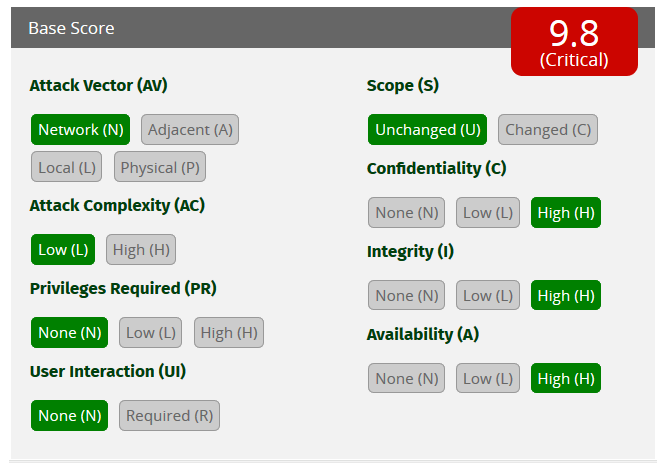 Base Score
9.8
(Critical)
Attack Vector (AV)
Network (N) Adjacent (A)
Local (L) Physical (P)
Attack Complexity (AC)
Low (L) High (H)
Privileges Required (PR)
None (N) Low (L) High (H)
User Interaction (UI)
None (N) Required (R)
Scope (S)
Unchanged (U) Changed (C)
Confidentiality (C)
None (N) Low (L) High (H)
Integrity (I)
None (N) Low (L) High (H)
Availability (A)
None (N) Low (L) High (H)